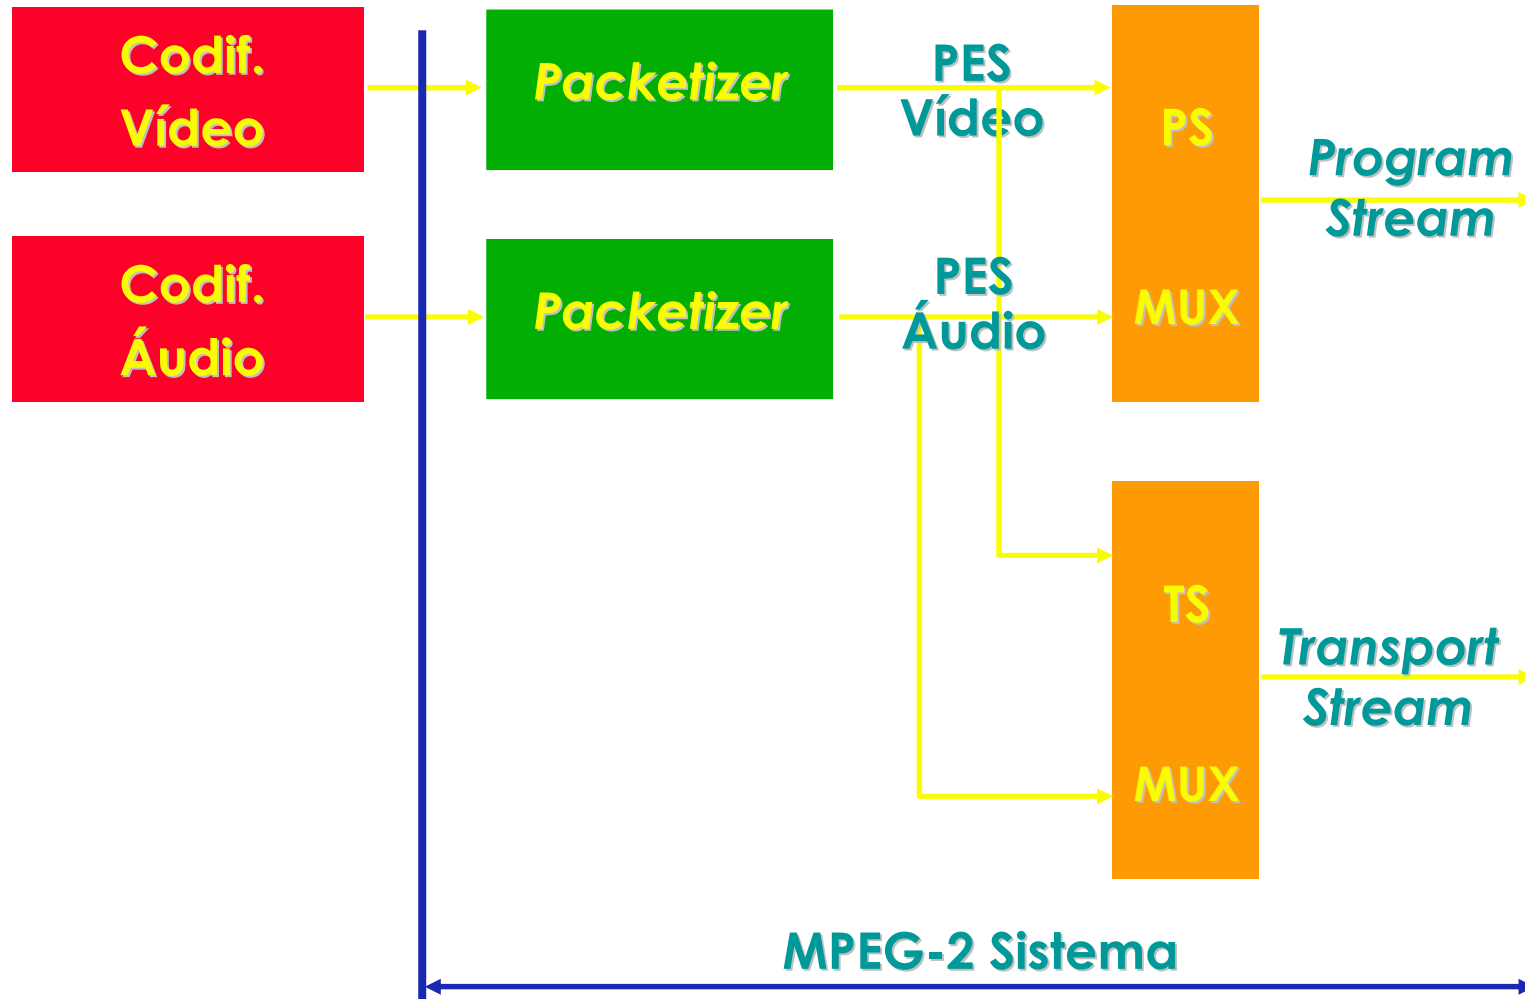 Codif.
Vídeo
Packetizer
PES
Vídeo
PS
MUX
Program
Stream
Codif.
Áudio
Packetizer
PES
Áudio
TS
MUX
Transport
Stream
MPEG-2 Sistema